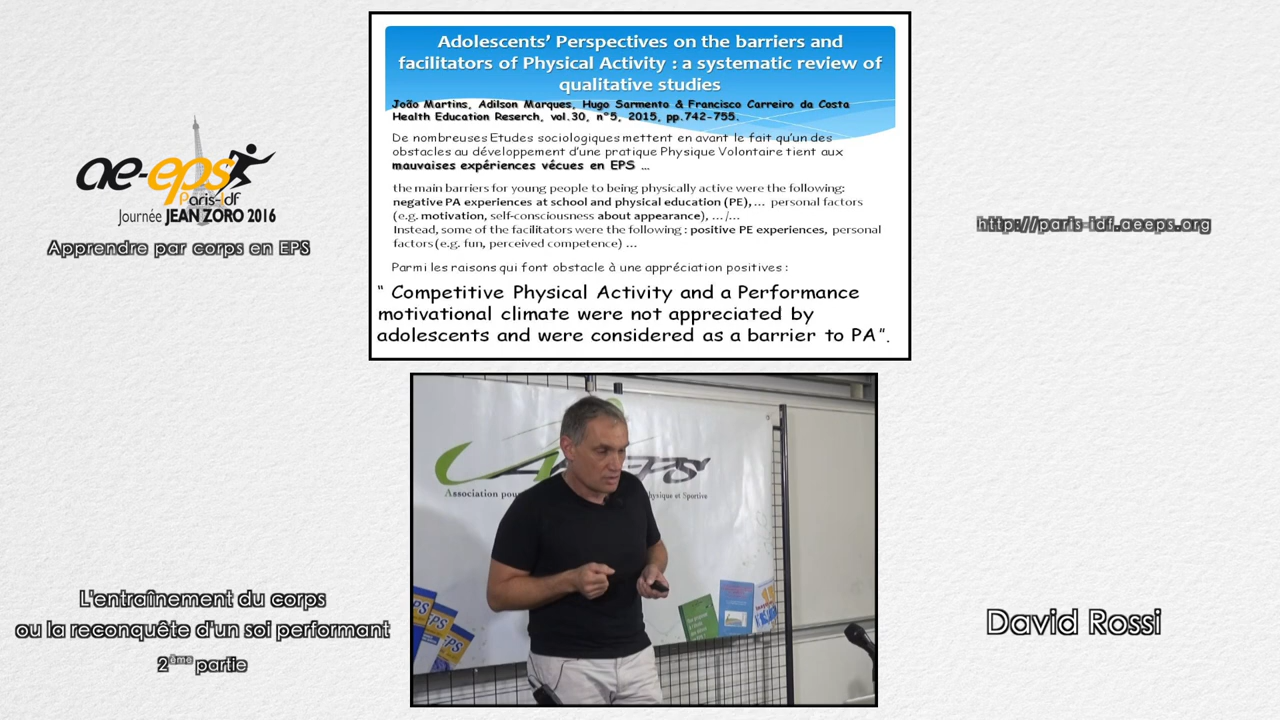 Adolescents' Perspectives on the barriers and
facilitators of Physical Activity : a systematic review of
qualitative studies
João Martins, Adilson Marques, Hugo Sarmento & Francisco Carreiro da Costa
Health Education Reserch, vol.30, n°5, 2015, pp.742-755.
De nombreuses Etudes sociologiques mettent en avant le fait qu'un des
obstacles au développement d'une pratique Physique Volontaire tient aux
mauvaises expériences vécues en EPS ...
the main barriers for young people to being physically active were the following:
negative PA experiences at school and physical education (PE), ... personal factors
(e.g. motivation, self-consciousness about appearance), .../...
Instead, some of the facilitators were the following : positive PE experiences, personal
factors (e.g. fun, perceived competence) ...
Parmi les raisons qui font obstacle à une appréciation positives :
" Competitive Physical Activity and a Performance
motivational climate were not appreciated by
adolescents and were considered as a barrier to PA".
ae-eps
Paris-Idf
Journée JEAN ZORO 2016
Apprendre par corps en EPS
http://paris-idf.aeeps.org
Association pou
hysique et Sportive
EPS
EPS
L'entraînement du corps
ou la reconquête d'un soi performant
2ème partie
David Rossi